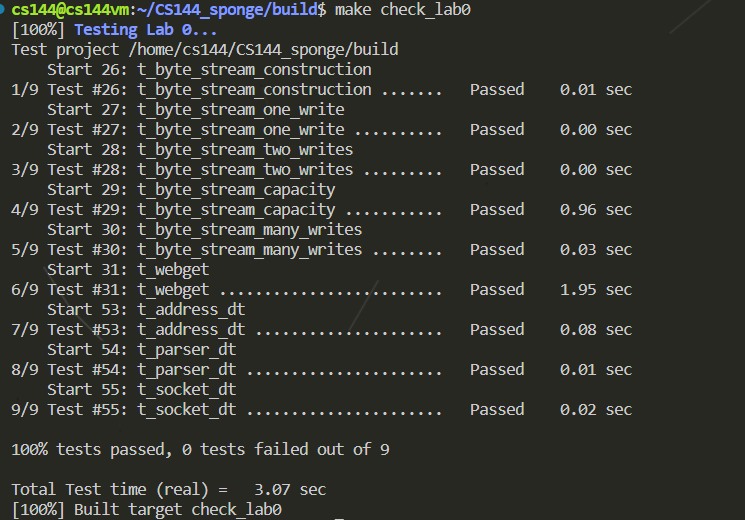 cs144@cs144vm:~/CS144_sponge/build$ make check_lab0
[100%] Testing Lab 0...
Test project /home/cs144/CS144_sponge/build
    Start 26: t_byte_stream_construction
1/9 Test #26: t_byte_stream_construction .......   Passed    0.01 sec
    Start 27: t_byte_stream_one_write
2/9 Test #27: t_byte_stream_one_write ..........   Passed    0.00 sec
    Start 28: t_byte_stream_two_writes
3/9 Test #28: t_byte_stream_two_writes .........   Passed    0.00 sec
    Start 29: t_byte_stream_capacity
4/9 Test #29: t_byte_stream_capacity ...........   Passed    0.96 sec
    Start 30: t_byte_stream_many_writes
5/9 Test #30: t_byte_stream_many_writes ........   Passed    0.03 sec
    Start 31: t_webget
6/9 Test #31: t_webget .........................   Passed    1.95 sec
    Start 53: t_address_dt
7/9 Test #53: t_address_dt .....................   Passed    0.08 sec
    Start 54: t_parser_dt
8/9 Test #54: t_parser_dt ......................   Passed    0.01 sec
    Start 55: t_socket_dt
9/9 Test #55: t_socket_dt ......................   Passed    0.02 sec

100% tests passed, 0 tests failed out of 9

Total Test time (real) =   3.07 sec
[100%] Built target check_lab0